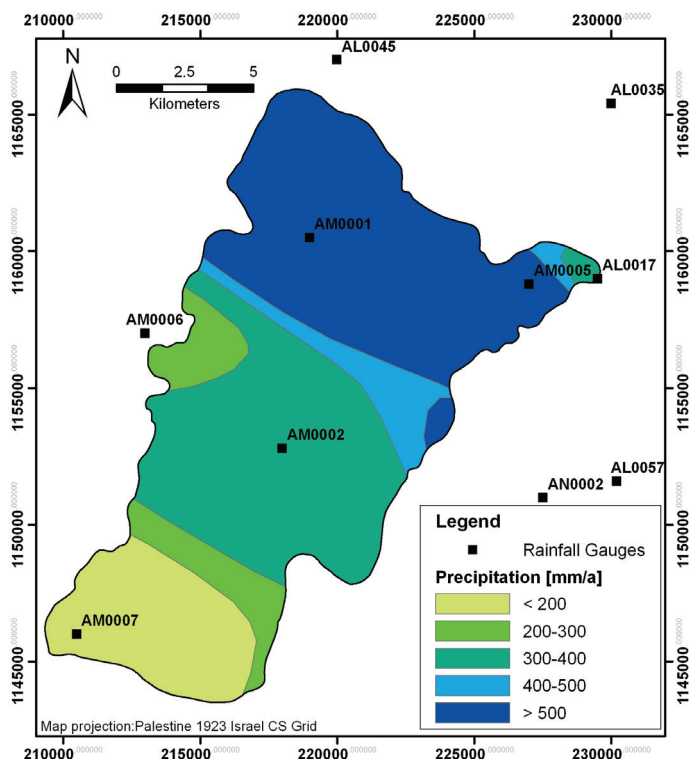 210000.000000 215000.000000 220000.000000 225000.000000 230000.000000
AL0045
N
0 2.5 5
Kilometers
AL0035
1165000.000000
1165000.000000
AM0001
1160000.000000
1160000.000000
AM0005
AL0017
AM0006
1155000.000000
1155000.000000
AM0002
AL0057
AN0002
1150000.000000
1150000.000000
Legend
Rainfall Gauges
Precipitation [mm/a]
< 200
200-300
300-400
400-500
> 500
AM0007
1145000.000000
1145000.000000
Map projection:Palestine 1923 Israel CS Grid
210000.000000 215000.000000 220000.000000 225000.000000 230000.000000